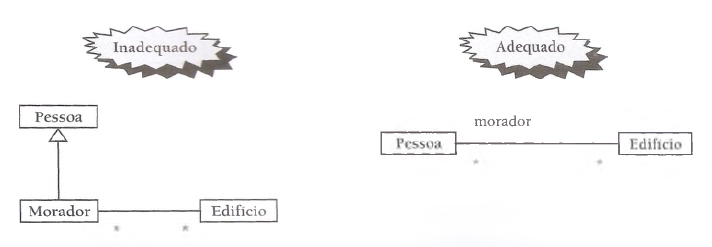 Inadequado
Adequado
Pessoa
morador
Pessoa
Edifício
* *
Morador
Edifício
* *